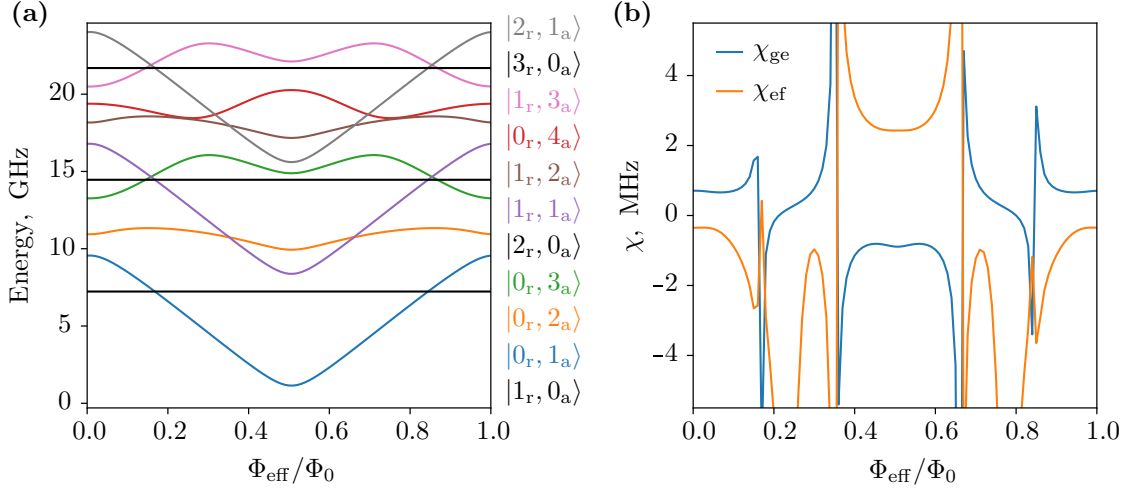 (a)
Energy, GHz
20
15
10
5
0
0.0 0.2 0.4 0.6 0.8 1.0
Φeff/Φ0
|2r, 1a⟩
|3r, 0a⟩
|1r, 3a⟩
|0r, 4a⟩
|1r, 2a⟩
|1r, 1a⟩
|2r, 0a⟩
|0r, 3a⟩
|0r, 2a⟩
|0r, 1a⟩
|1r, 0a⟩
(b)
χ, MHz
4
2
0
−2
−4
χge
χef
0.0 0.2 0.4 0.6 0.8 1.0
Φeff/Φ0